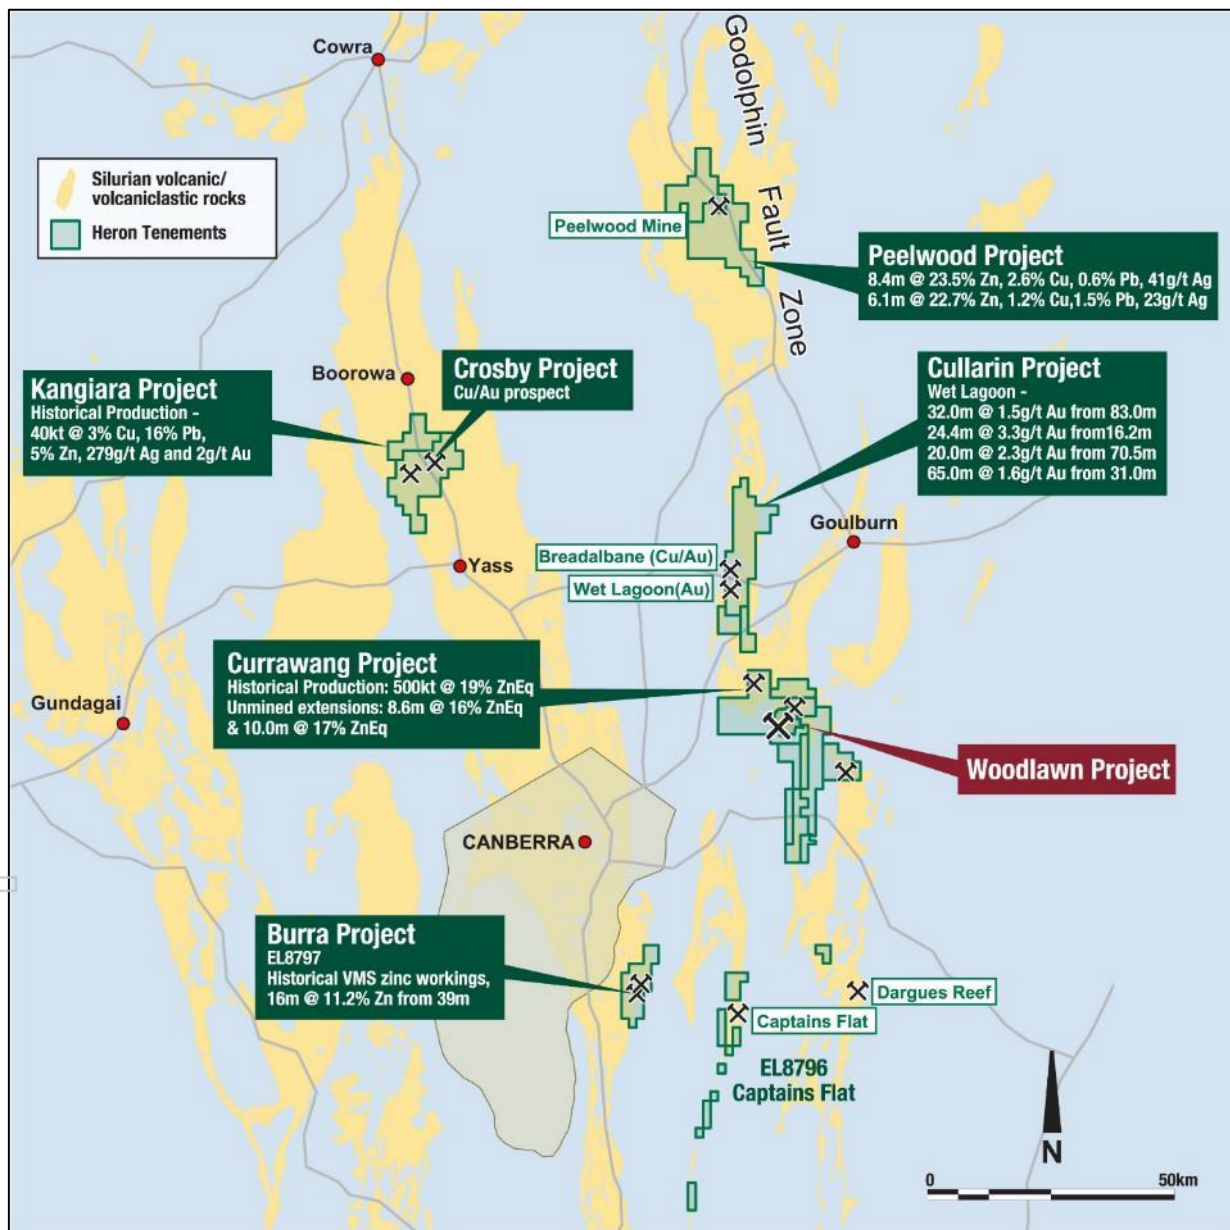 Cowra
Godolphin Fault Zone
Silurian volcanic/
volcaniclastic rocks
Heron Tenements
Peelwood Mine
Peelwood Project
8.4m @ 23.5% Zn, 2.6% Cu, 0.6% Pb, 41g/t Ag
6.1m @ 22.7% Zn, 1.2% Cu,1.5% Pb, 23g/t Ag
Boorowa
Crosby Project
Cu/Au prospect
Kangiara Project
Historical Production –
40kt @ 3% Cu, 16% Pb,
5% Zn, 279g/t Ag and 2g/t Au
Cullarin Project
Wet Lagoon –
32.0m @ 1.5g/t Au from 83.0m
24.4m @ 3.3g/t Au from16.2m
20.0m @ 2.3g/t Au from 70.5m
65.0m @ 1.6g/t Au from 31.0m
Goulburn
Breadalbane (Cu/Au)
Wet Lagoon(Au)
Yass
Currawang Project
Historical Production: 500kt @ 19% ZnEq
Unmined extensions: 8.6m @ 16% ZnEq
& 10.0m @ 17% ZnEq
Gundagai
Woodlawn Project
CANBERRA
Burra Project
EL8797
Historical VMS zinc workings,
16m @ 11.2% Zn from 39m
Dargues Reef
Captains Flat
EL8796
Captains Flat
N
0 50km